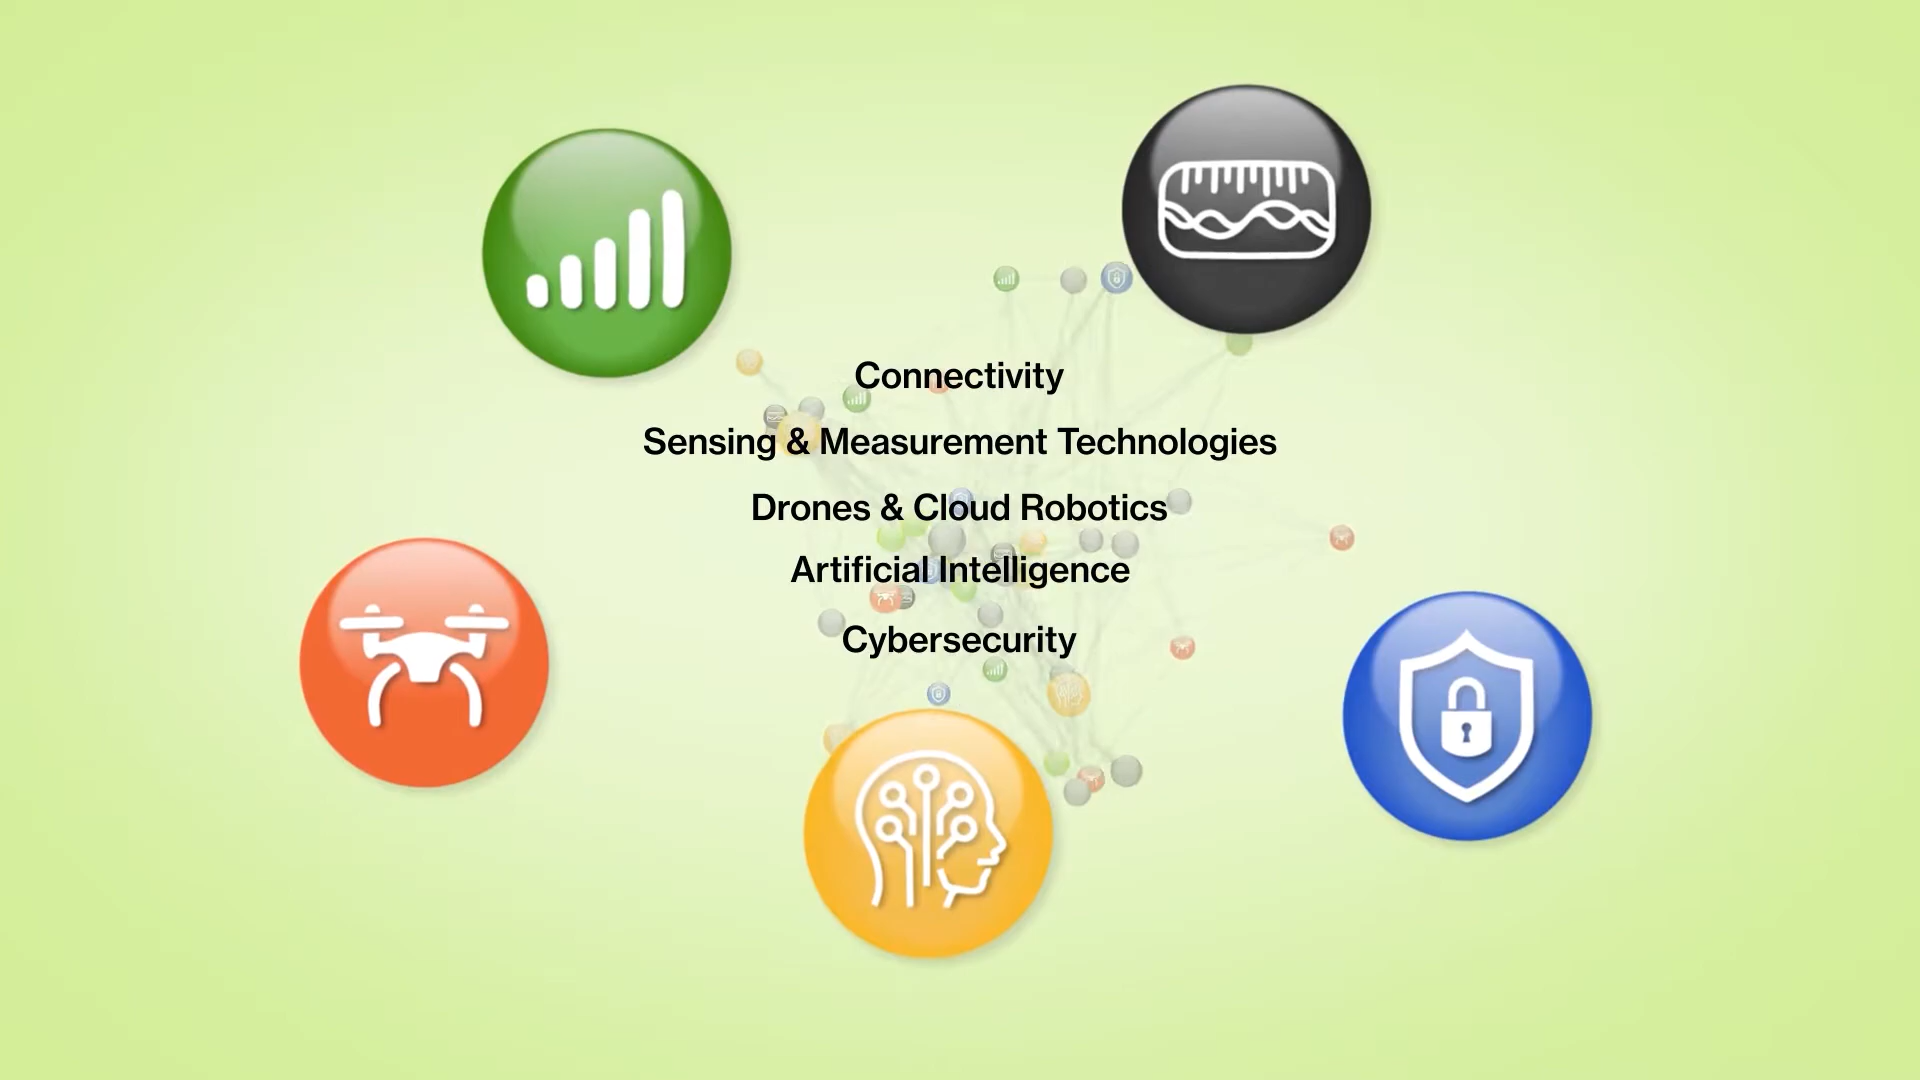 Connectivity
Sensing & Measurement Technologies
Drones & Cloud Robotics
Artificial Intelligence
Cybersecurity